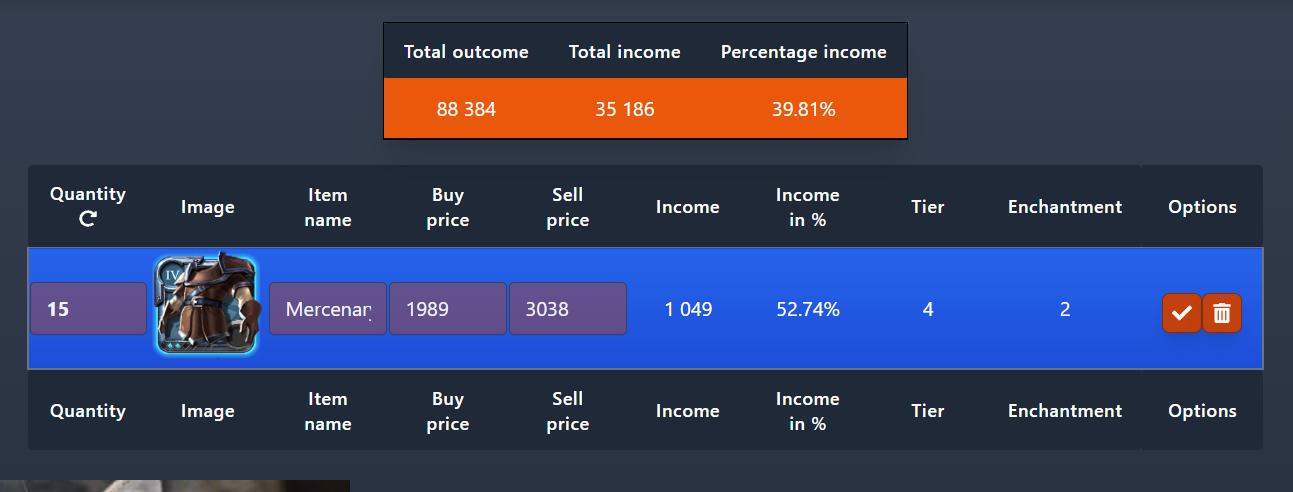 Total outcome Total income Percentage income
88 384 35 186 39.81%
Quantity Image Item name Buy price Sell price Income Income in % Tier Enchantment Options
IV
15 Mercenary 1989 3038 1 049 52.74% 4 2
Quantity Image Item name Buy price Sell price Income Income in % Tier Enchantment Options